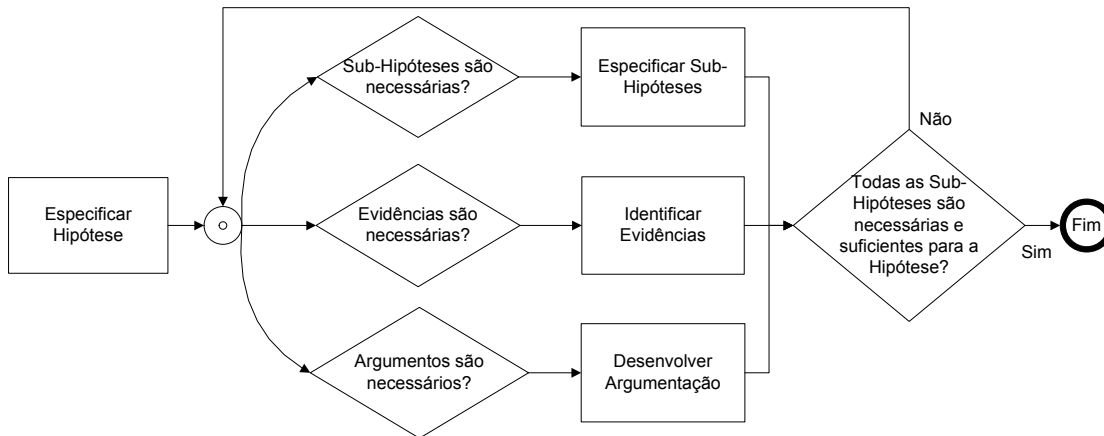 Especificar
Hipótese
Sub-Hipóteses são
necessárias?
Especificar Sub-
Hipóteses
Evidências são
necessárias?
Identificar
Evidências
Argumentos são
necessários?
Desenvolver
Argumentação
Não
Todas as Sub-
Hipóteses são
necessárias e
suficientes para a
Hipótese?
Sim
Fim